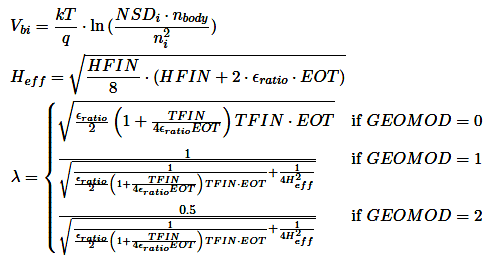 V_{bi} = \frac{kT}{q} \cdot \ln (\frac{NSD_i \cdot n_{body}}{n_i^2})
H_{eff} = \sqrt{\frac{HFIN}{8} \cdot (HFIN + 2 \cdot \epsilon_{ratio} \cdot EOT)}
\lambda = \begin{cases} \sqrt{\frac{\epsilon_{ratio}}{2} \left(1 + \frac{TFIN}{4\epsilon_{ratio} EOT}\right) TFIN \cdot EOT} & \text{if } GEOMOD = 0
\frac{1}{\sqrt{\frac{1}{\frac{\epsilon_{ratio}}{2} \left(1 + \frac{TFIN}{4\epsilon_{ratio} EOT}\right) TFIN \cdot EOT} + \frac{1}{4H_{eff}^2}}} & \text{if } GEOMOD = 1
\frac{0.5}{\sqrt{\frac{1}{\frac{\epsilon_{ratio}}{2} \left(1 + \frac{TFIN}{4\epsilon_{ratio} EOT}\right) TFIN \cdot EOT} + \frac{1}{4H_{eff}^2}}} & \text{if } GEOMOD = 2 \end{cases}